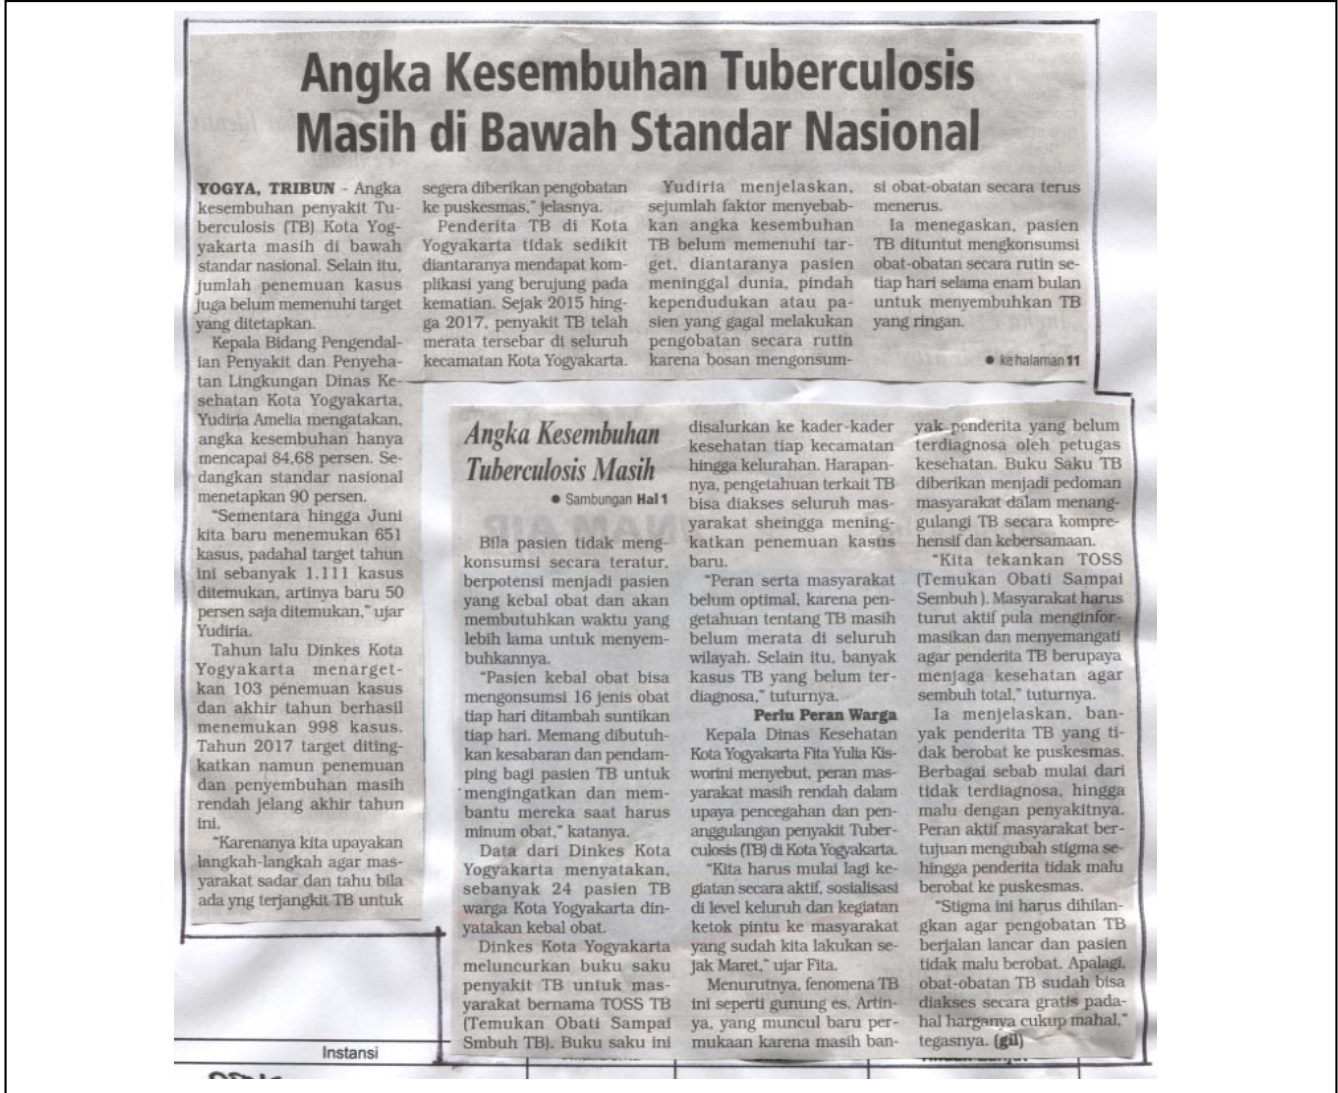 Angka Kesembuhan Tuberculosis
Masih di Bawah Standar Nasional
YOGYA, TRIBUN - Angka
kesembuhan penyakit Tu-
berculosis (TB) Kota Yog-
yakarta masih di bawah
standar nasional. Selain itu,
jumlah penemuan kasus
juga belum memenuhi target
yang ditetapkan.
Kepala Bidang Pengendal-
ian Penyakit dan Penyeha-
tan Lingkungan Dinas Ke-
sehatan Kota Yogyakarta,
Yudiria Amelia mengatakan,
angka kesembuhan hanya
mencapai 84,68 persen. Se-
dangkan standar nasional
menetapkan 90 persen.
"Sementara hingga Juni
kita baru menemukan 651
kasus, padahal target tahun
ini sebanyak 1.111 kasus
ditemukan, artinya baru 50
persen saja ditemukan," ujar
Yudiria.
Tahun lalu Dinkes Kota
Yogyakarta menarget-
kan 103 penemuan kasus
dan akhir tahun berhasil
menemukan 998 kasus.
Tahun 2017 target diting-
katkan namun penemuan
dan penyembuhan masih
rendah jelang akhir tahun
ini.
"Karenanya kita upayakan
langkah-langkah agar mas-
yarakat sadar dan tahu bila
ada yng terjangkit TB untuk
segera diberikan pengobatan
ke puskesmas," jelasnya.
Penderita TB di Kota
Yogyakarta tidak sedikit
diantaranya mendapat kom-
plikasi yang berujung pada
kematian. Sejak 2015 hing-
ga 2017, penyakit TB telah
merata tersebar di seluruh
kecamatan Kota Yogyakarta.
Yudiria menjelaskan,
sejumlah faktor menyebab-
kan angka kesembuhan
TB belum memenuhi tar-
get, diantaranya pasien
meninggal dunia, pindah
kependudukan atau pa-
sien yang gagal melakukan
pengobatan secara rutin
karena bosan mengonsum-
si obat-obatan secara terus
menerus.
Ia menegaskan, pasien
TB dituntut mengkonsumsi
obat-obatan secara rutin se-
tiap hari selama enam bulan
untuk menyembuhkan TB
yang ringan.
● ke halaman 11
Angka Kesembuhan
Tuberculosis Masih
● Sambungan Hal 1
Bila pasien tidak meng-
konsumsi secara teratur,
berpotensi menjadi pasien
yang kebal obat dan akan
membutuhkan waktu yang
lebih lama untuk menyem-
buhkannya.
"Pasien kebal obat bisa
mengonsumsi 16 jenis obat
tiap hari ditambah suntikan
tiap hari. Memang dibutuh-
kan kesabaran dan pendam-
ping bagi pasien TB untuk
mengingatkan dan mem-
bantu mereka saat harus
minum obat," katanya.
Data dari Dinkes Kota
Yogyakarta menyatakan,
sebanyak 24 pasien TB
warga Kota Yogyakarta din-
yatakan kebal obat.
Dinkes Kota Yogyakarta
meluncurkan buku saku
penyakit TB untuk mas-
yarakat bernama TOSS TB
(Temukan Obati Sampai
Smbuh TB). Buku saku ini
disalurkan ke kader-kader
kesehatan tiap kecamatan
hingga kelurahan. Harapan-
nya, pengetahuan terkait TB
bisa diakses seluruh mas-
yarakat sheingga mening-
katkan penemuan kasus
baru.
"Peran serta masyarakat
belum optimal, karena pen-
getahuan tentang TB masih
belum merata di seluruh
wilayah. Selain itu, banyak
kasus TB yang belum ter-
diagnosa," tuturnya.
Perlu Peran Warga
Kepala Dinas Kesehatan
Kota Yogyakarta Fita Yulia Kis-
worini menyebut, peran mas-
yarakat masih rendah dalam
upaya pencegahan dan pen-
anggulangan penyakit Tuber-
culosis (TB) di Kota Yogyakarta.
"Kita harus mulai lagi ke-
giatan secara aktif, sosialisasi
di level keluruh dan kegiatan
ketok pintu ke masyarakat
yang sudah kita lakukan se-
jak Maret," ujar Fita.
Menurutnya, fenomena TB
ini seperti gunung es. Artin-
ya, yang muncul baru per-
mukaan karena masih ban-
yak penderita yang belum
terdiagnosa oleh petugas
kesehatan. Buku Saku TB
diberikan menjadi pedoman
masyarakat dalam menang-
gulangi TB secara kompre-
hensif dan kebersamaan.
"Kita tekankan TOSS
(Temukan Obati Sampai
Sembuh ). Masyarakat harus
turut aktif pula menginfor-
masikan dan menyemangati
agar penderita TB berupaya
menjaga kesehatan agar
sembuh total," tuturnya.
Ia menjelaskan, ban-
yak penderita TB yang ti-
dak berobat ke puskesmas.
Berbagai sebab mulai dari
tidak terdiagnosa, hingga
malu dengan penyakitnya.
Peran aktif masyarakat ber-
tujuan mengubah stigma se-
hingga penderita tidak malu
berobat ke puskesmas.
"Stigma ini harus dihilan-
gkan agar pengobatan TB
berjalan lancar dan pasien
tidak malu berobat. Apalagi,
obat-obatan TB sudah bisa
diakses secara gratis pada-
hal harganya cukup mahal,"
tegasnya. (gil)
Instansi